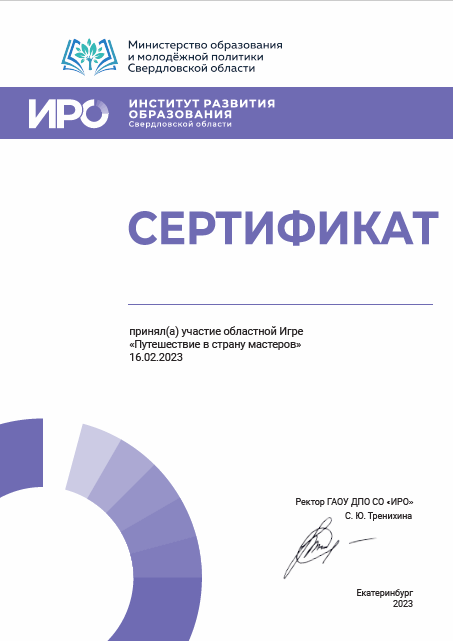 Министерство образования
и молодёжной политики
Свердловской области
ИРО
ИНСТИТУТ РАЗВИТИЯ
ОБРАЗОВАНИЯ
Свердловской области
СЕРТИФИКАТ
принял(а) участие областной Игре
«Путешествие в страну мастеров»
16.02.2023
Ректор ГАОУ ДПО СО «ИРО»
С. Ю. Тренихина
Екатеринбург
2023